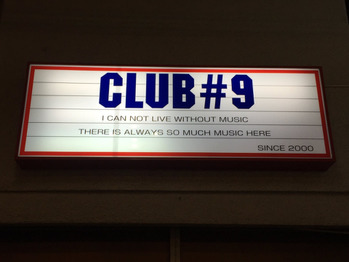 CLUB#9
I CAN NOT LIVE WITHOUT MUSIC
THERE IS ALWAYS SO MUCH MUSIC HERE
SINCE 2000